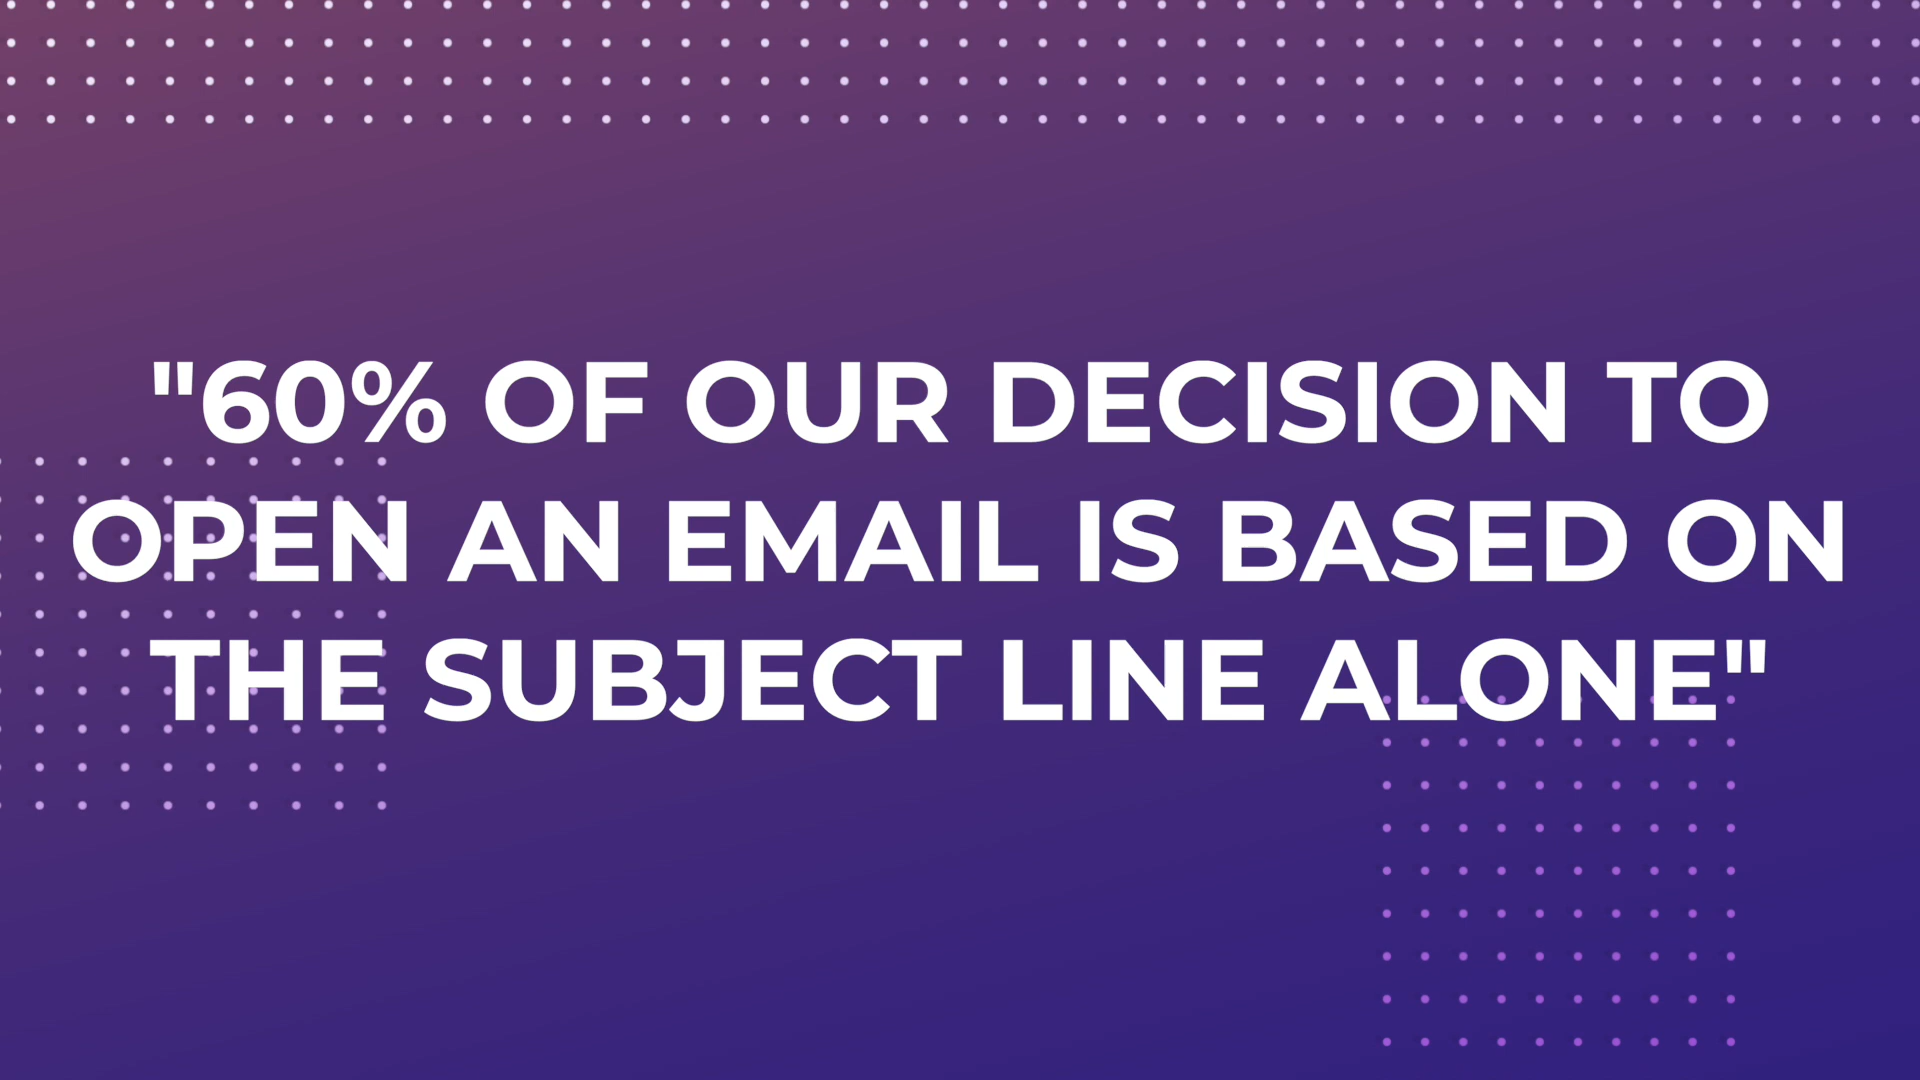 "60% OF OUR DECISION TO
OPEN AN EMAIL IS BASED ON
THE SUBJECT LINE ALONE"